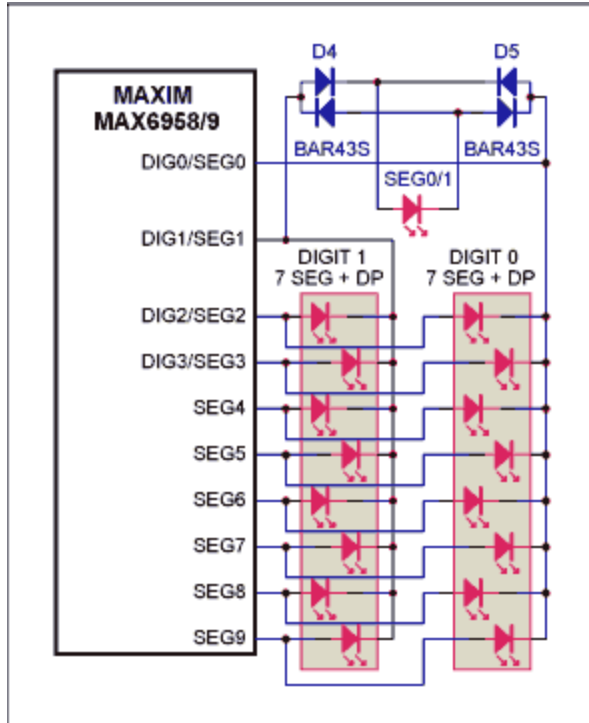 D4
D5
MAXIM
MAX6958/9
BAR43S
BAR43S
DIG0/SEG0
SEG0/1
DIG1/SEG1
DIGIT 1
7 SEG + DP
DIGIT 0
7 SEG + DP
DIG2/SEG2
DIG3/SEG3
SEG4
SEG5
SEG6
SEG7
SEG8
SEG9